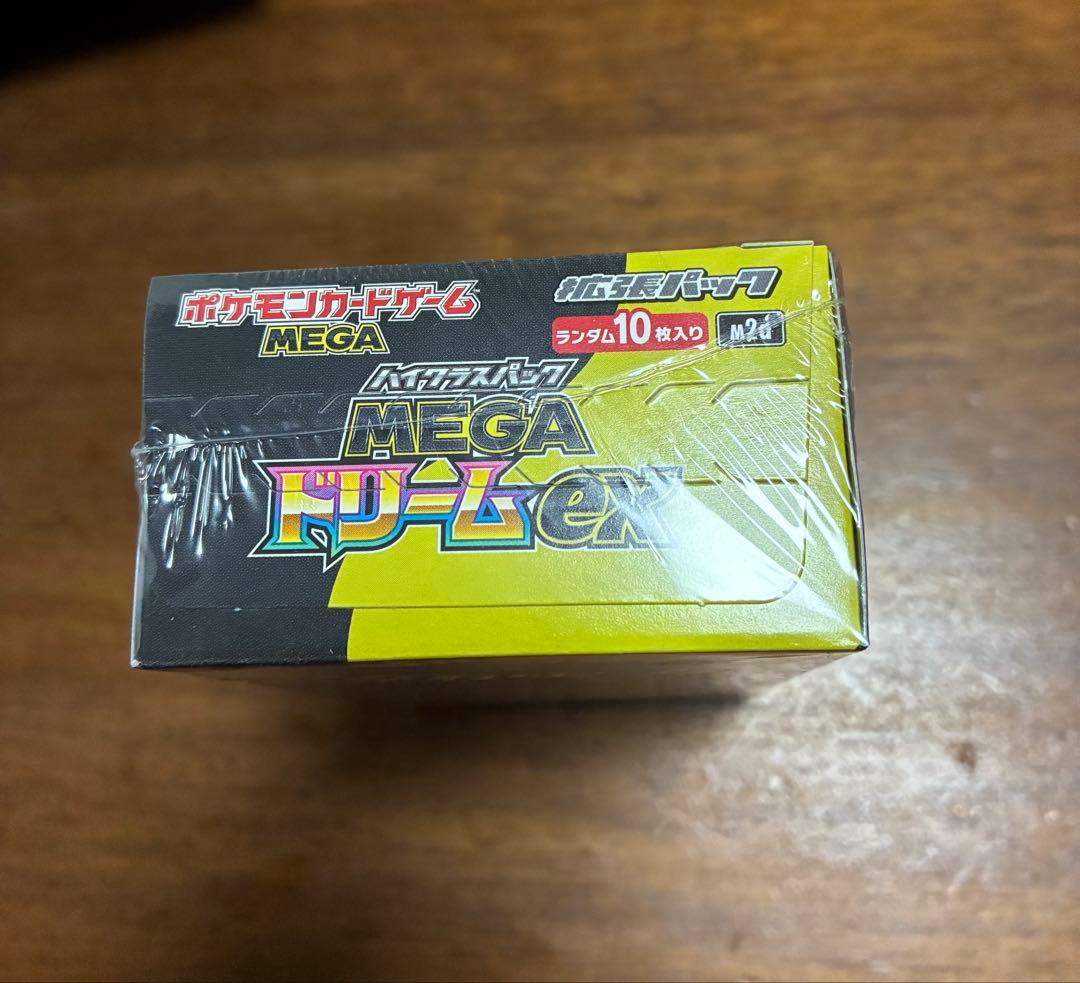 ポケモンカードゲーム
MEGA
拡張パック
ランダム10枚入り
M2a
ハイクラスパック
MEGA
ドリームex